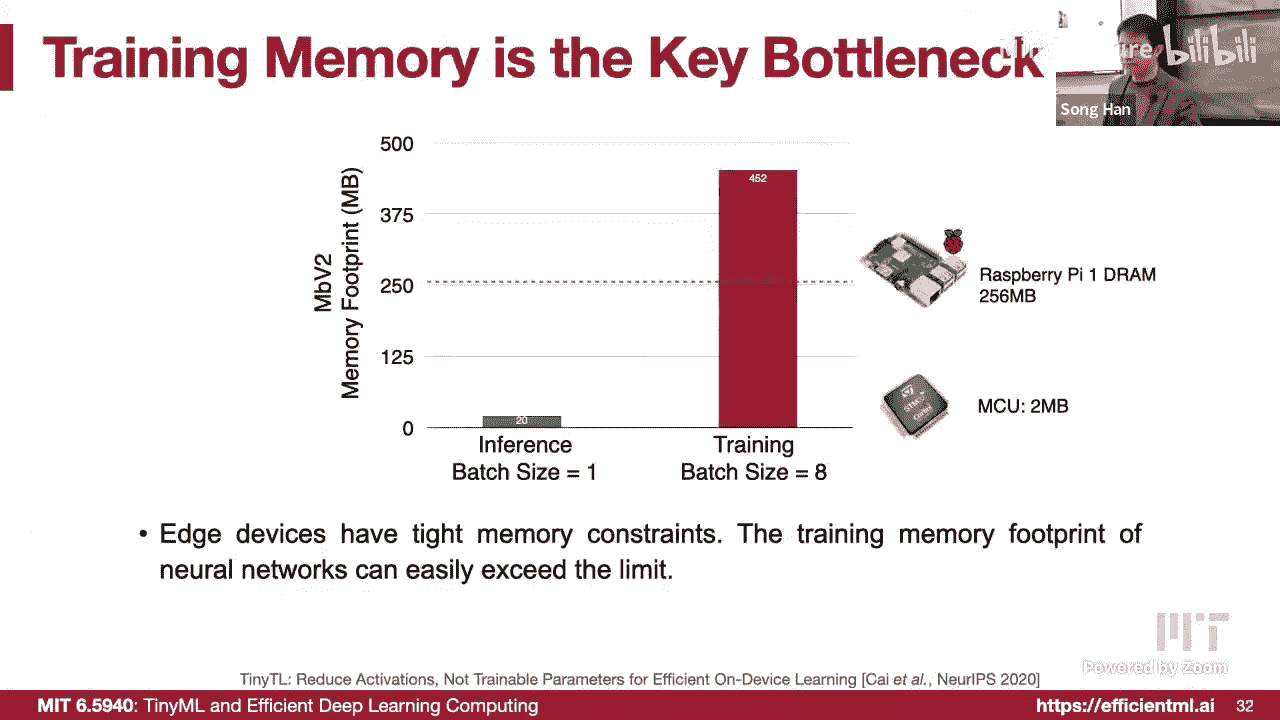 Training Memory is the Key Bottleneck
bilibili
Song Han
500
375
250
125
0
MbV2
Memory Footprint (MB)
452
20
Inference
Batch Size = 1
Training
Batch Size = 8
Raspberry Pi 1 DRAM
256MB
MCU: 2MB
• Edge devices have tight memory constraints. The training memory footprint of
neural networks can easily exceed the limit.
MIT
Powered by Zoom
TinyTL: Reduce Activations, Not Trainable Parameters for Efficient On-Device Learning [Cai et al., NeurIPS 2020]
MIT 6.5940: TinyML and Efficient Deep Learning Computing
https://efficientml.ai
32